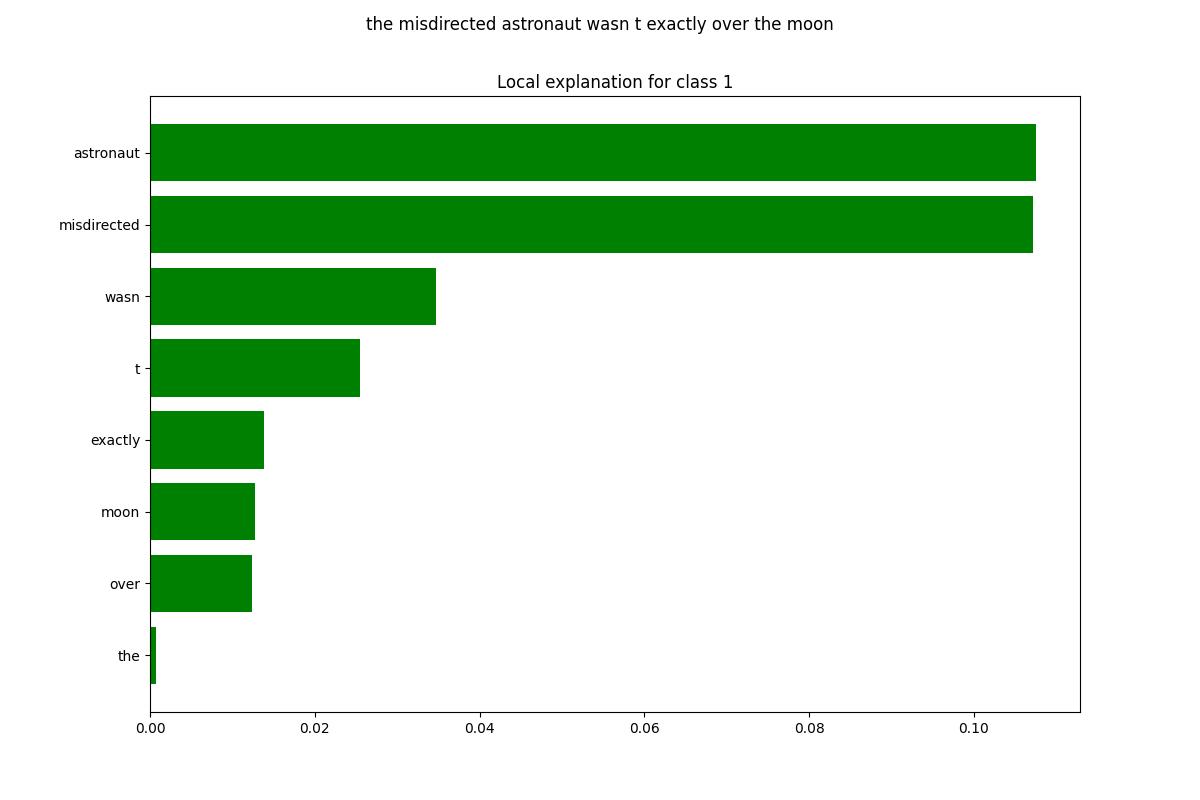 the misdirected astronaut wasn t exactly over the moon
Local explanation for class 1
astronaut
misdirected
wasn
t
exactly
moon
over
the
0.00 0.02 0.04 0.06 0.08 0.10